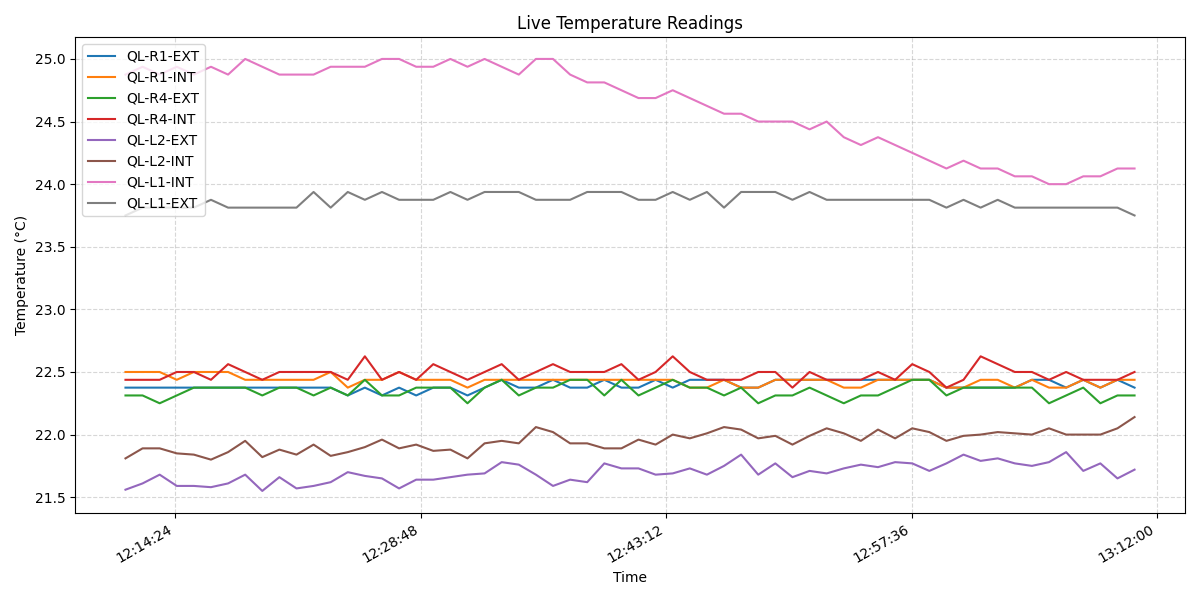 Live Temperature Readings
QL-R1-EXT
QL-R1-INT
QL-R4-EXT
QL-R4-INT
QL-L2-EXT
QL-L2-INT
QL-L1-INT
QL-L1-EXT
25.0
24.5
24.0
23.5
23.0
22.5
22.0
21.5
Temperature (°C)
12:14:24
12:28:48
12:43:12
12:57:36
13:12:00
Time